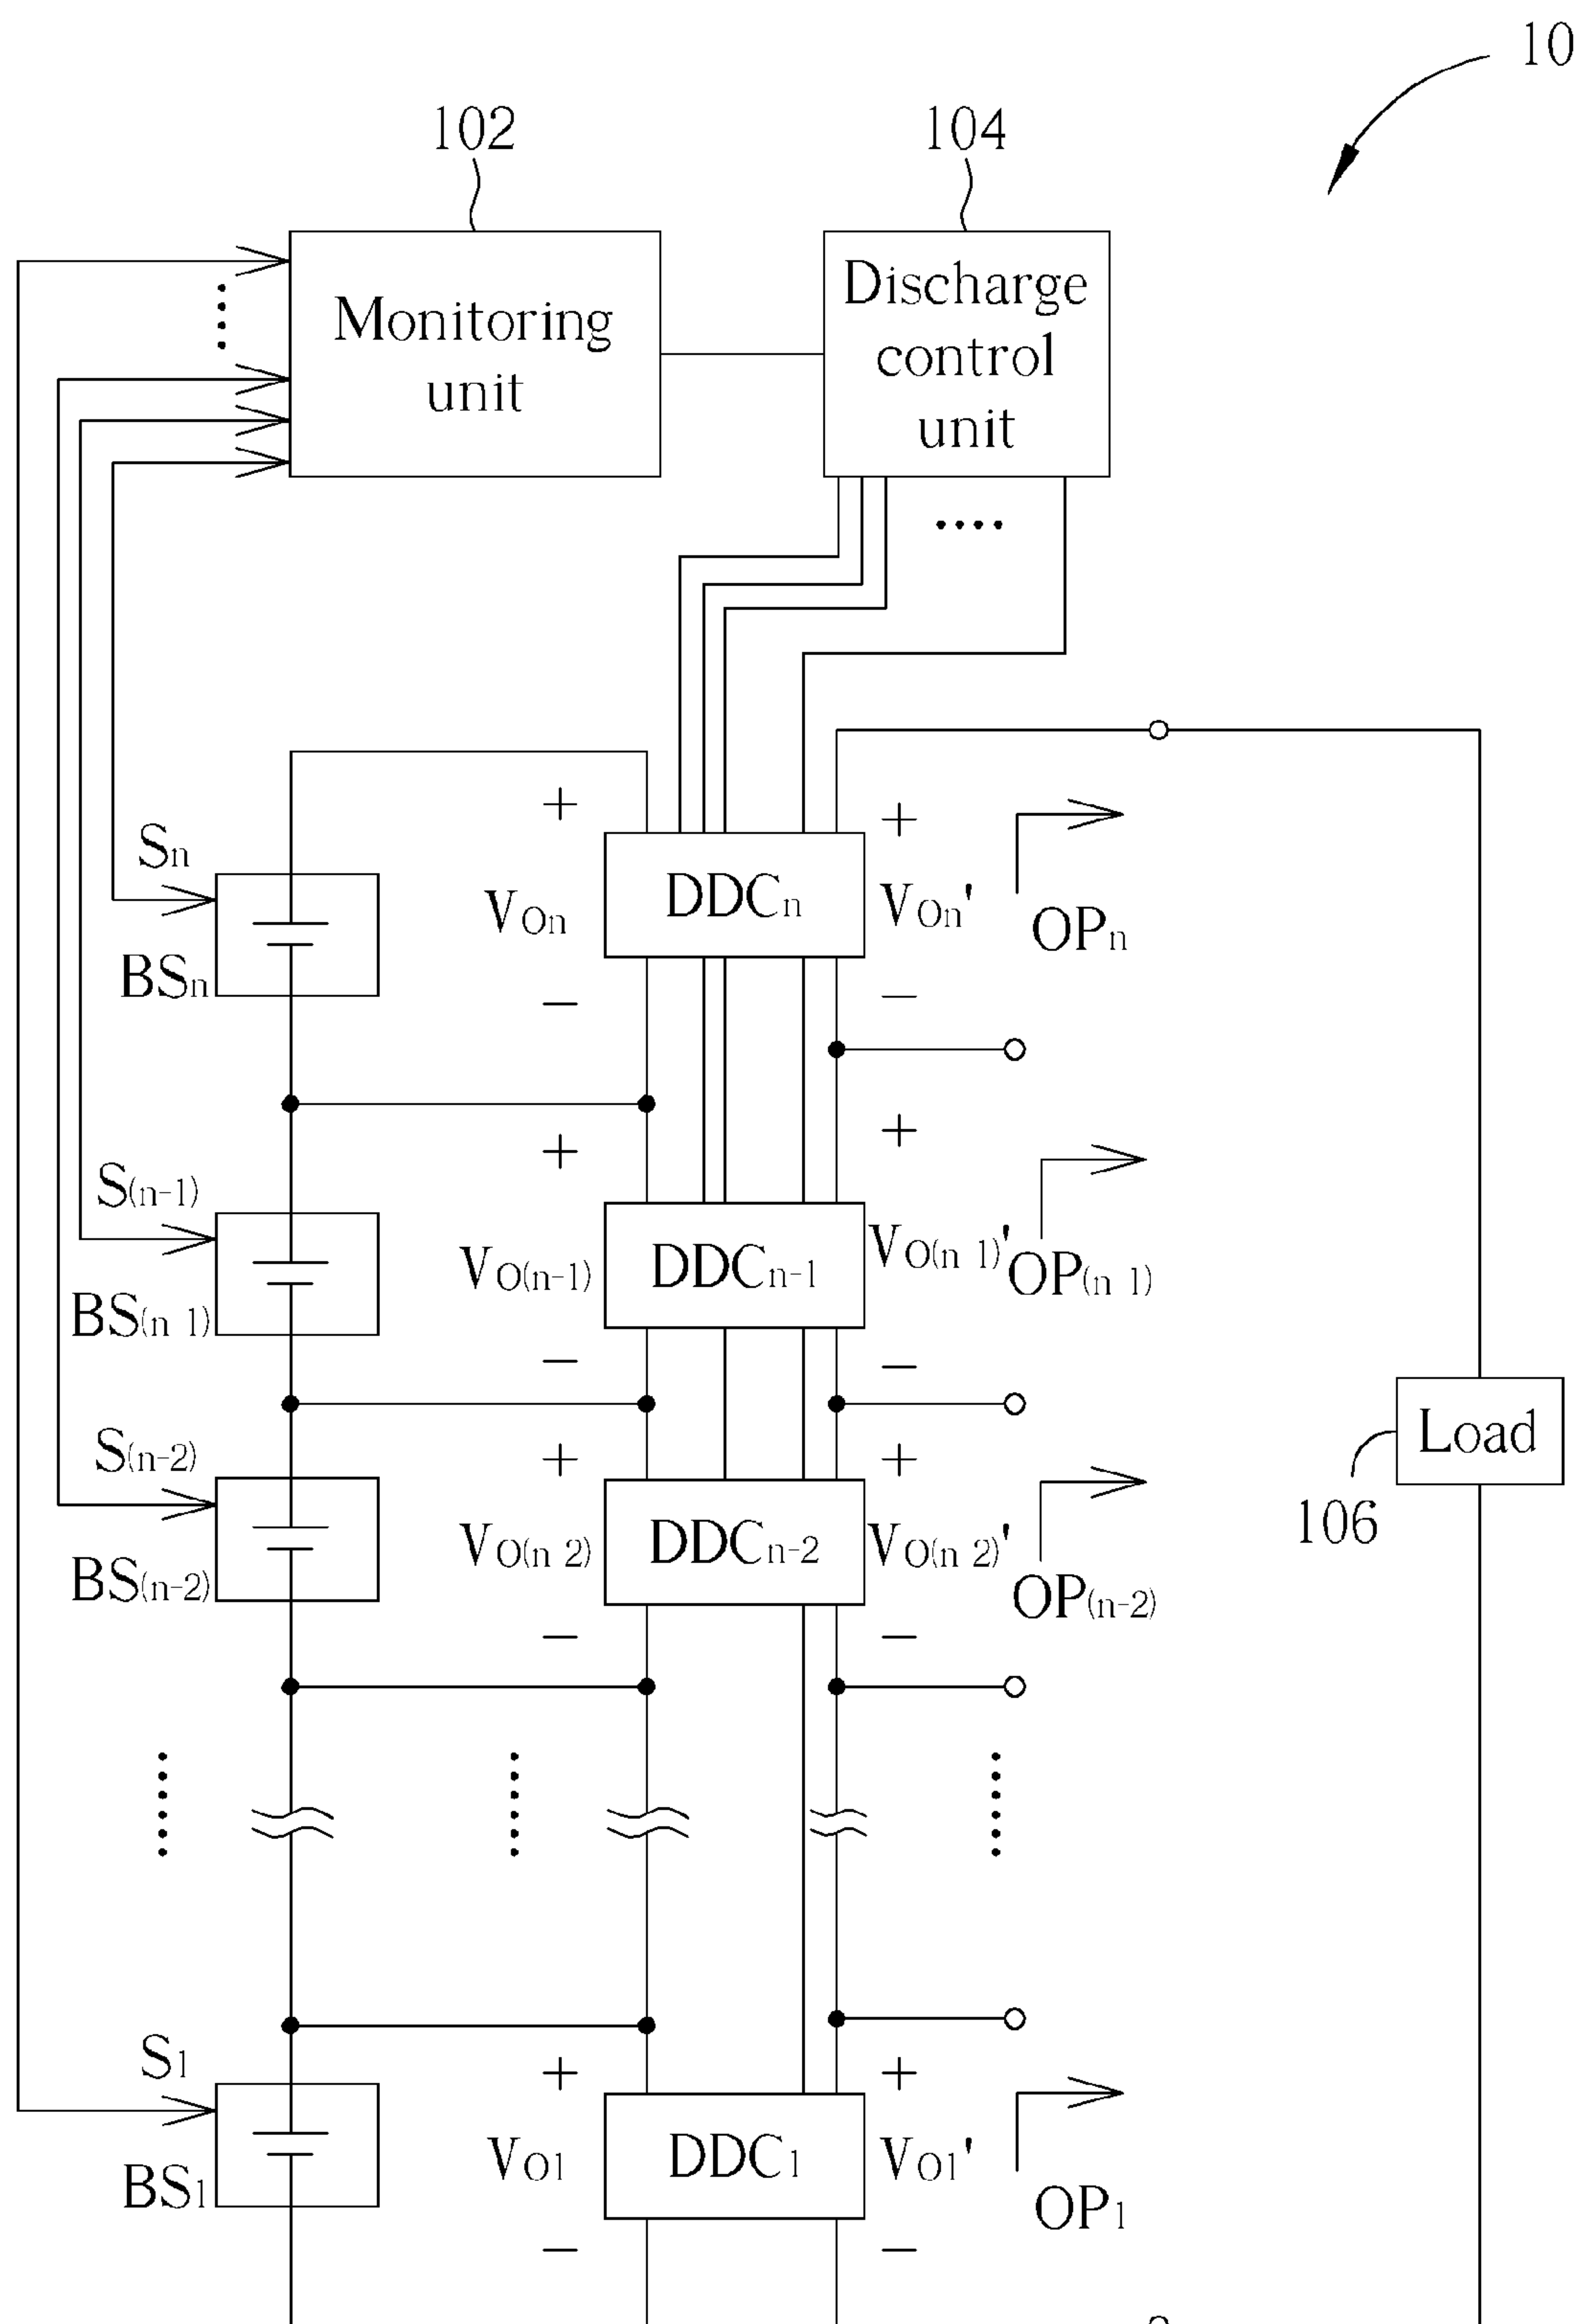 10
102
104
Monitoring
unit
Discharge
control
unit
Sn
BSn
+
VOn
−
DDCn
+
VOn'
−
OPn
S(n-1)
BS(n 1)
+
VO(n-1)
−
DDCn-1
+
VO(n 1)'
−
OP(n 1)
S(n-2)
BS(n-2)
+
VO(n 2)
−
DDCn-2
+
VO(n 2)'
−
OP(n-2)
Load
106
S1
BS1
+
VO1
−
DDC1
+
VO1'
−
OP1